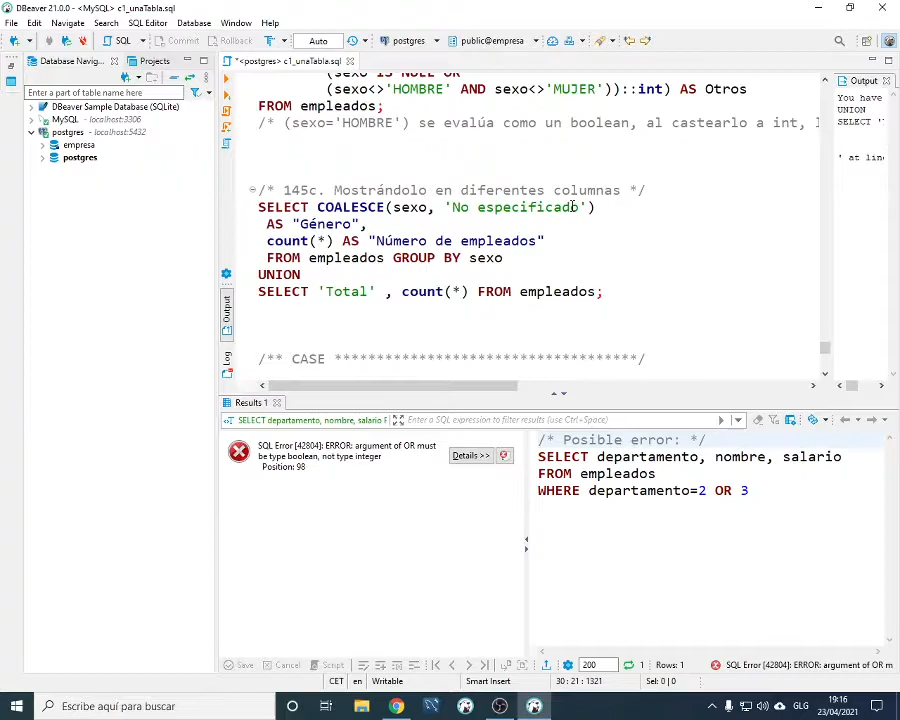 DBeaver 21.0.0 - <MySQL> c1_unaTabla.sql
File Edit Navigate Search SQL Editor Database Window Help
SQL Commit Rollback Auto postgres public@empresa
Database Navig... Projects *<postgres> c1_unaTabla.sql Output
Enter a part of table name here
DBeaver Sample Database (SQLite)
MySQL - localhost:3306
postgres - localhost:5432
empresa
postgres
(sexo IS NULL OR
(sexo<>'HOMBRE' AND sexo<>'MUJER'))::int) AS Otros
FROM empleados;
/* (sexo='HOMBRE') se evalúa como un boolean, al castearlo a int, l
/* 145c. Mostrándolo en diferentes columnas */
SELECT COALESCE(sexo, 'No especificado')
AS "Género",
count(*) AS "Número de empleados"
FROM empleados GROUP BY sexo
UNION
SELECT 'Total' , count(*) FROM empleados;
/** CASE ************************************/
You have
UNION
SELECT '
' at line
Output
Log
Results 1
SELECT departamento, nombre, salario F Enter a SQL expression to filter results (use Ctrl+Space)
SQL Error [42804]: ERROR: argument of OR must
be type boolean, not type integer
Position: 98
Details >>
/* Posible error: */
SELECT departamento, nombre, salario
FROM empleados
WHERE departamento=2 OR 3
Save Cancel Script 200 1 Rows: 1 SQL Error [42804]: ERROR: argument of OR m
CET en Writable Smart Insert 30 : 21 : 1321 Sel: 0 | 0
Escribe aquí para buscar
GLG
19:16
23/04/2021